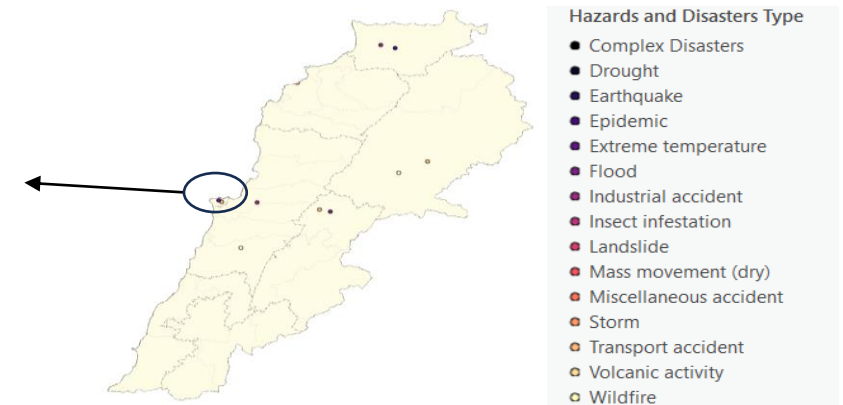 Hazards and Disasters Type
Complex Disasters
Drought
Earthquake
Epidemic
Extreme temperature
Flood
Industrial accident
Insect infestation
Landslide
Mass movement (dry)
Miscellaneous accident
Storm
Transport accident
Volcanic activity
Wildfire